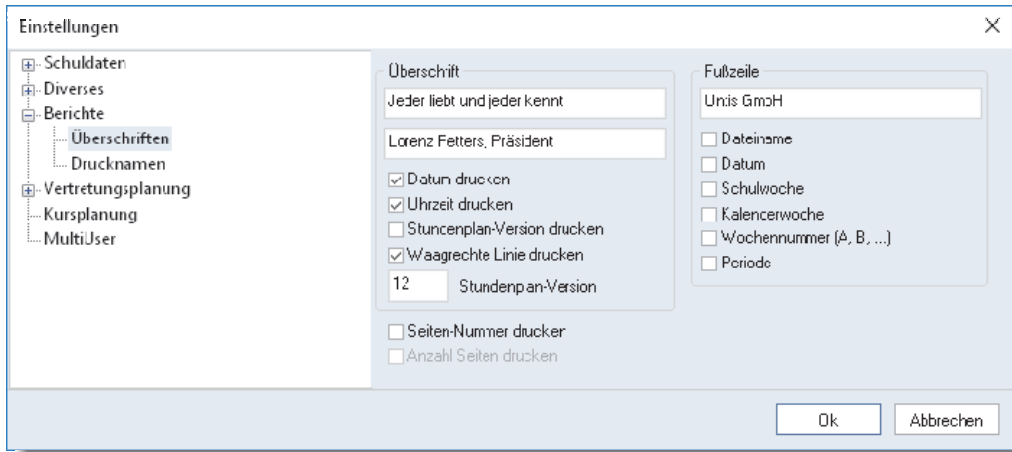 Einstellungen
Schuldaten
Diverses
Berichte
Überschriften
Drucknamen
Vertretungsplanung
Kursplanung
MultiUser
Überschrift
Jeder liebt und jeder kennt
Lorenz Fetters, Präsident
Datum drucken
Uhrzeit drucken
Stundenplan-Version drucken
Waagrechte Linie drucken
12 Stundenplan-Version
Seiten-Nummer drucken
Anzahl Seiten drucken
Fußzeile
Untis GmbH
Dateiname
Datum
Schulwoche
Kalenderwoche
Wochennummer (A, B, ...)
Periode
Ok
Abbrechen